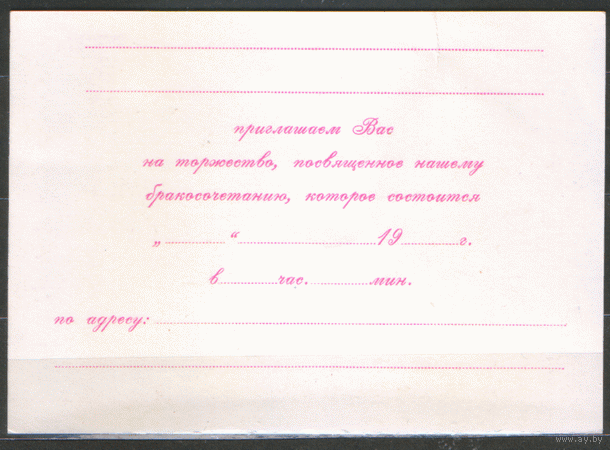 приглашаем Вас
на торжество, посвященное нашему
бракосочетанию, которое состоится
„............“..............................19............г.
в............час.............мин.
по адресу:
www.ay.by